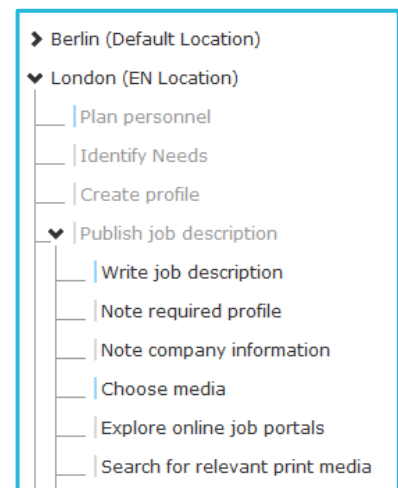 Berlin (Default Location)
London (EN Location)
Plan personnel
Identify Needs
Create profile
Publish job description
Write job description
Note required profile
Note company information
Choose media
Explore online job portals
Search for relevant print media